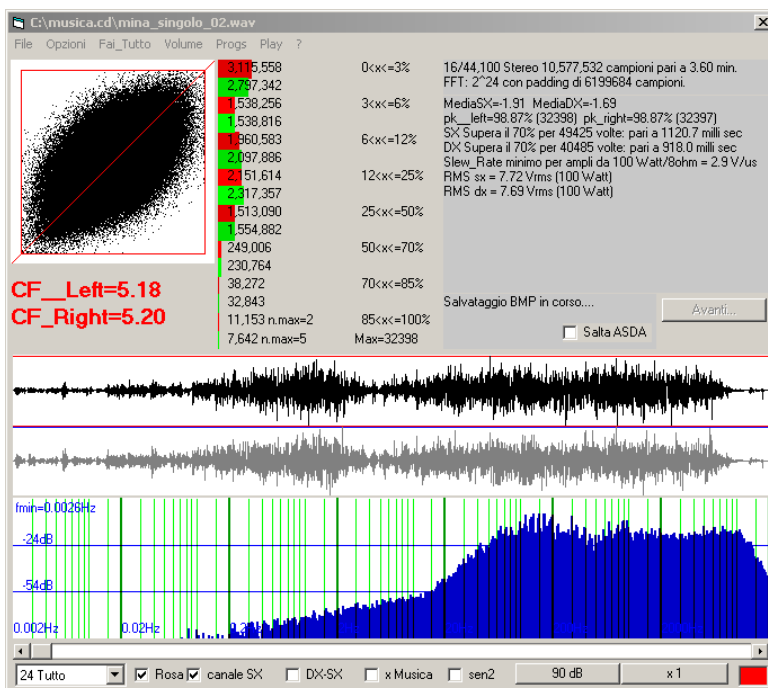 C:\musica.cd\mina_singolo_02.wav
File Opzioni Fai_Tutto Volume Progs Play ?
3,115,558 0<x<=3%
2,797,342
1,538,256 3<x<=6%
1,538,816
1,960,583 6<x<=12%
2,097,886
2,151,614 12<x<=25%
2,317,357
1,513,090 25<x<=50%
1,554,882
249,006 50<x<=70%
230,764
38,272 70<x<=85%
32,843
11,153 n.max=2 85<x<=100%
7,642 n.max=5 Max=32398
CF__Left=5.18
CF_Right=5.20
16/44,100 Stereo 10,577,532 campioni pari a 3.60 min.
FFT: 2^24 con padding di 6199684 campioni.
MediaSX=-1.91 MediaDX=-1.69
pk__left=98.87% (32398) pk_right=98.87% (32397)
SX Supera il 70% per 49425 volte: pari a 1120.7 milli sec
DX Supera il 70% per 40485 volte: pari a 918.0 milli sec
Slew_Rate minimo per ampli da 100 Watt/8ohm = 2.9 V/us
RMS sx = 7.72 Vrms (100 Watt)
RMS dx = 7.69 Vrms (100 Watt)
Salvataggio BMP in corso....
Avanti...
Salta ASDA
fmin=0.0026Hz
-24dB
-54dB
0.002Hz 0.02Hz
24 Tutto Rosa canale SX DX-SX x Musica sen2 90 dB x 1